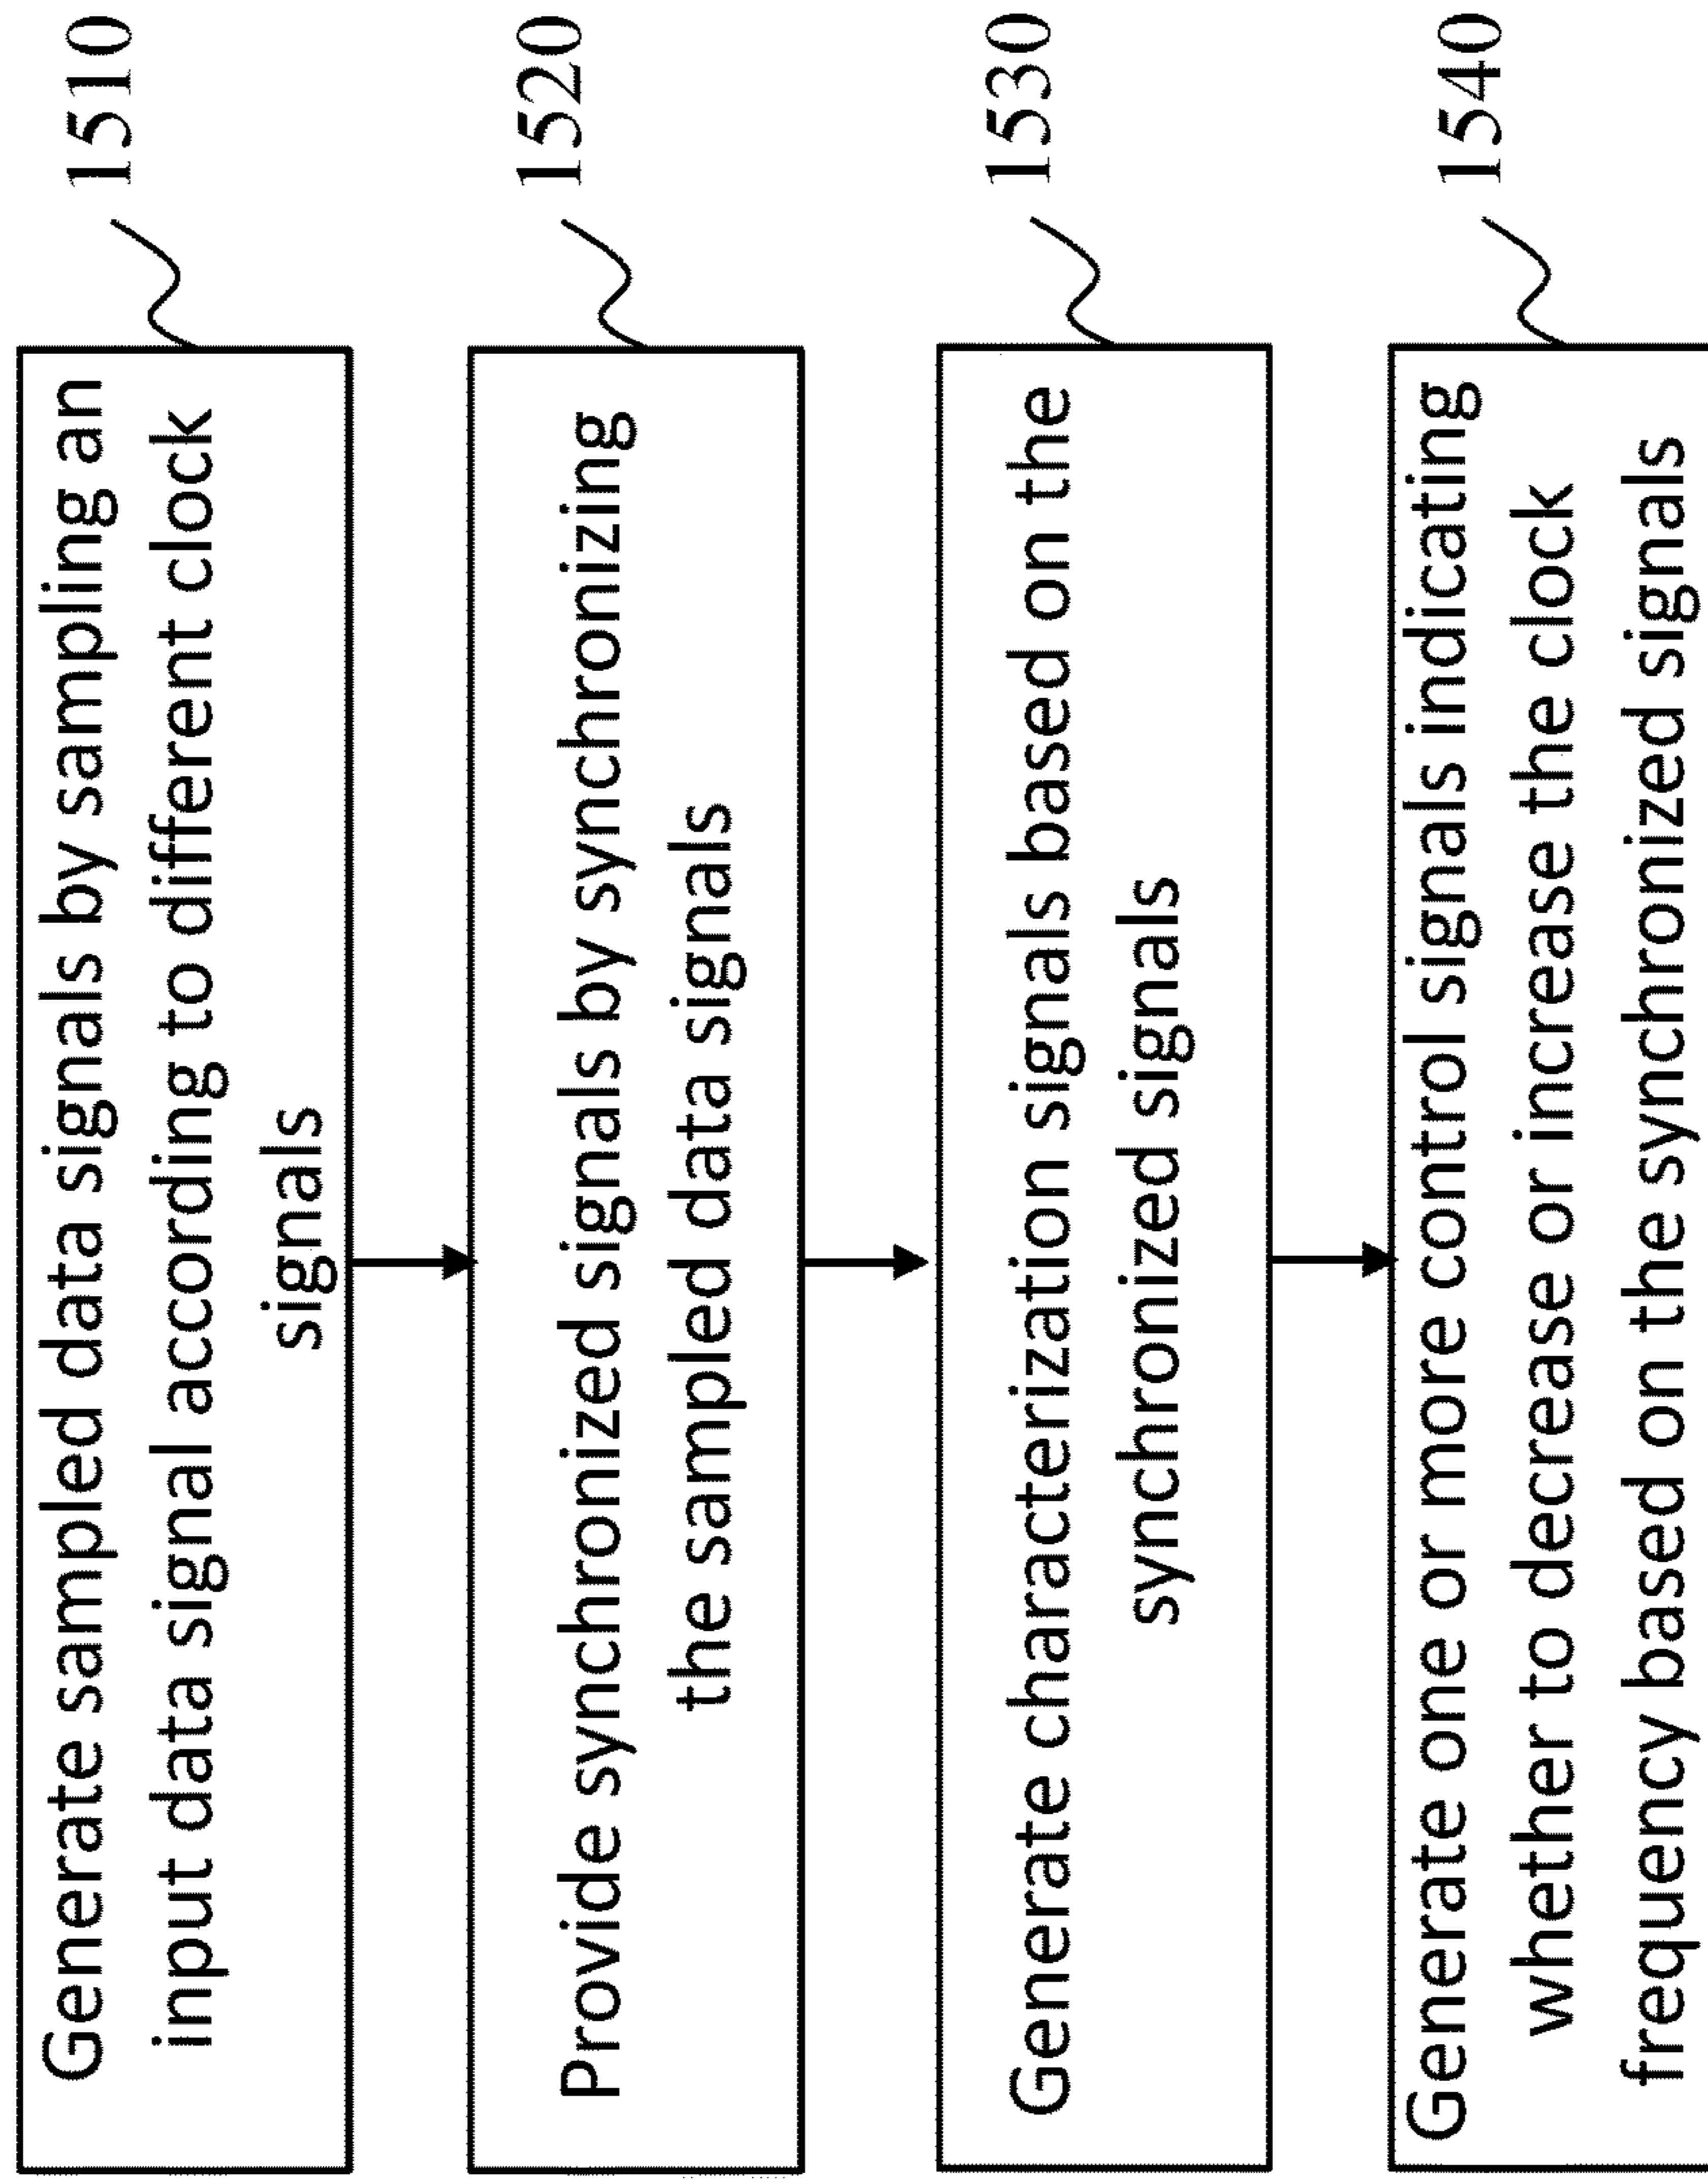 Generate sampled data signals by sampling an
input data signal according to different clock
signals
1510
Provide synchronized signals by synchronizing
the sampled data signals
1520
Generate characterization signals based on the
synchronized signals
1530
Generate one or more control signals indicating
whether to decrease or increase the clock
frequency based on the synchronized signals
1540